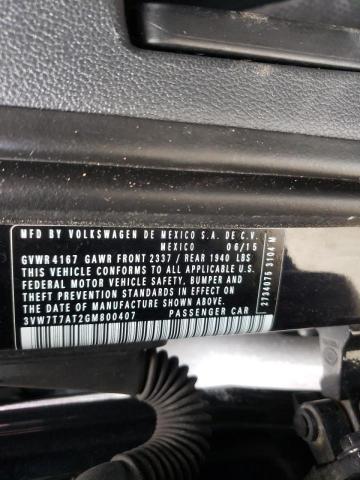 MFD BY VOLKSWAGEN DE MEXICO S.A. DE C.V.
MEXICO 06/15
GVWR 4167 GAWR FRONT 2337 / REAR 1940 LBS
THIS VEHICLE CONFORMS TO ALL APPLICABLE U.S.
FEDERAL MOTOR VEHICLE SAFETY, BUMPER AND
THEFT PREVENTION STANDARDS IN EFFECT ON
THE DATE OF MANUFACTURE SHOWN ABOVE
3VW7T7AT2GM800407 PASSENGER CAR
2734075 3104 M